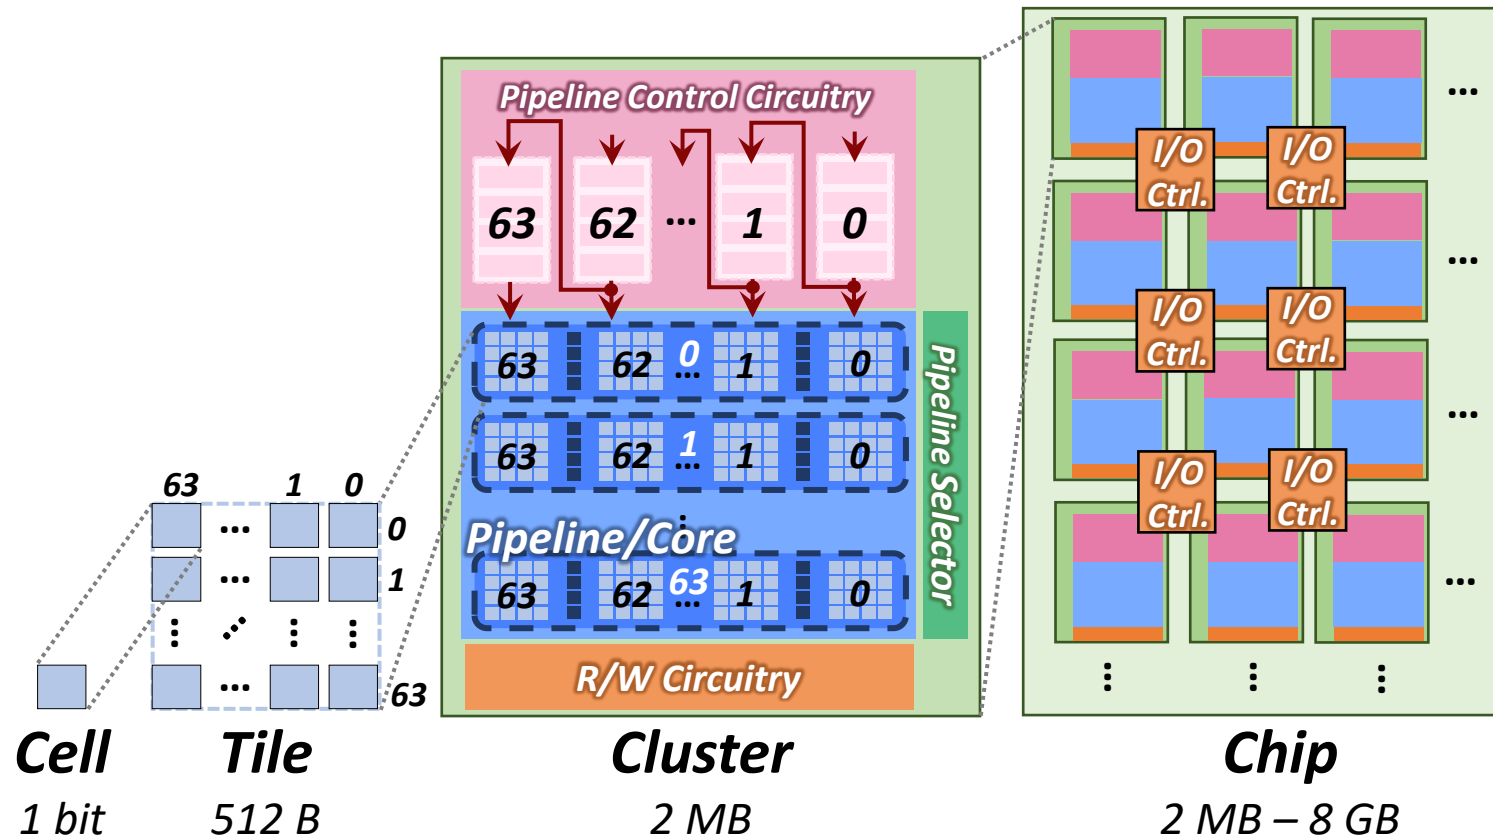 63 ... 1 0
0
...
1
63
Cell
1 bit
Tile
512 B
Pipeline Control Circuitry
63 62 ... 1 0
63 62 0 ... 1 0
63 62 1 ... 1 0
Pipeline/Core
63 62 63 ... 1 0
Pipeline Selector
R/W Circuitry
Cluster
2 MB
...
I/O
Ctrl.
I/O
Ctrl.
...
I/O
Ctrl.
I/O
Ctrl.
...
I/O
Ctrl.
I/O
Ctrl.
...
Chip
2 MB – 8 GB